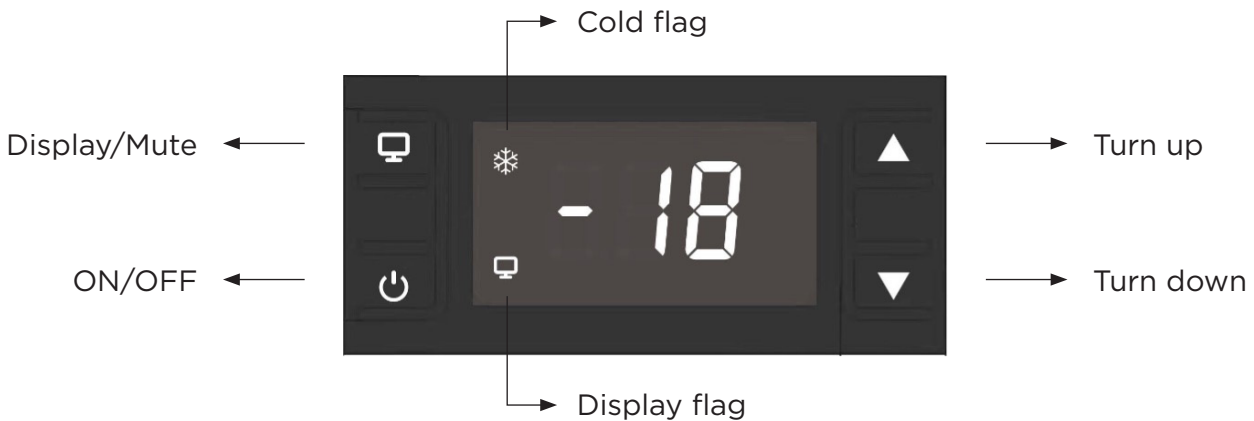 Cold flag
Display/Mute
Turn up
- 18
ON/OFF
Turn down
Display flag